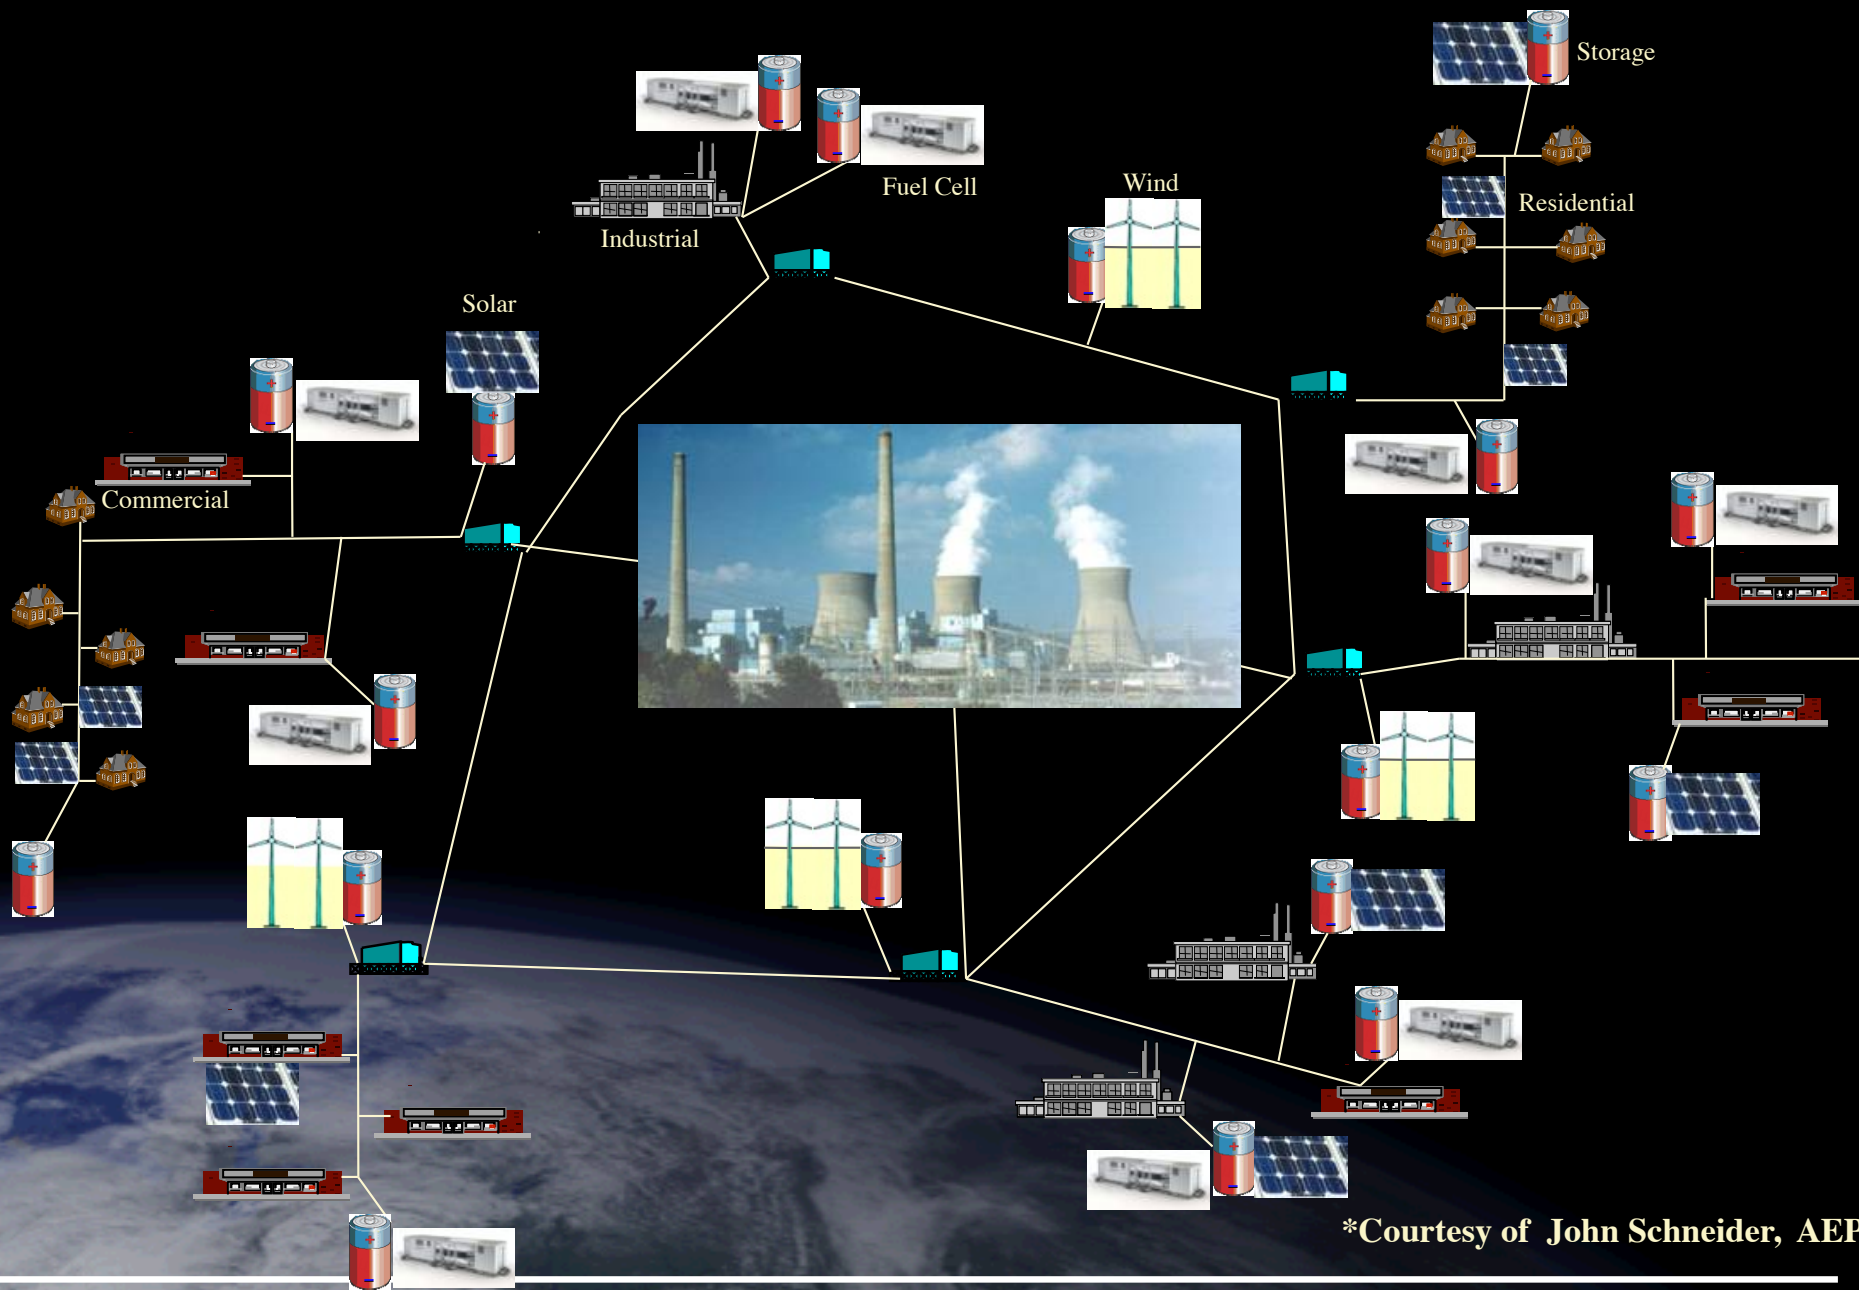 Storage
Fuel Cell
Wind
Residential
Industrial
Solar
Commercial
*Courtesy of John Schneider, AEP